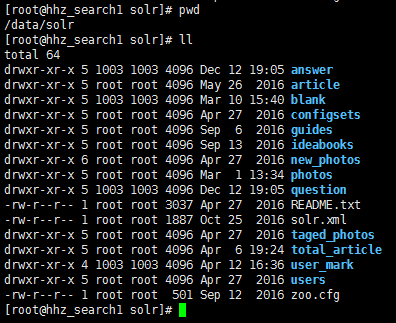 [root@hhz_search1 solr]# pwd
/data/solr
[root@hhz_search1 solr]# ll
total 64
drwxr-xr-x 5 1003 1003 4096 Dec 12 19:05 answer
drwxr-xr-x 5 root root 4096 May 26  2016 article
drwxr-xr-x 5 1003 1003 4096 Mar 10 15:40 blank
drwxr-xr-x 5 root root 4096 Apr 27  2016 configsets
drwxr-xr-x 5 root root 4096 Sep  6  2016 guides
drwxr-xr-x 5 root root 4096 Sep 13  2016 ideabooks
drwxr-xr-x 6 root root 4096 Apr 27  2016 new_photos
drwxr-xr-x 5 root root 4096 Mar  1 13:34 photos
drwxr-xr-x 5 1003 1003 4096 Dec 12 19:05 question
-rw-r--r-- 1 root root 3037 Apr 27  2016 README.txt
-rw-r--r-- 1 root root 1887 Oct 25  2016 solr.xml
drwxr-xr-x 5 root root 4096 Apr 27  2016 taged_photos
drwxr-xr-x 5 root root 4096 Apr  6 19:24 total_article
drwxr-xr-x 4 1003 1003 4096 Apr 12 16:36 user_mark
drwxr-xr-x 5 root root 4096 Apr 27  2016 users
-rw-r--r-- 1 root root  501 Sep 12  2016 zoo.cfg
[root@hhz_search1 solr]#